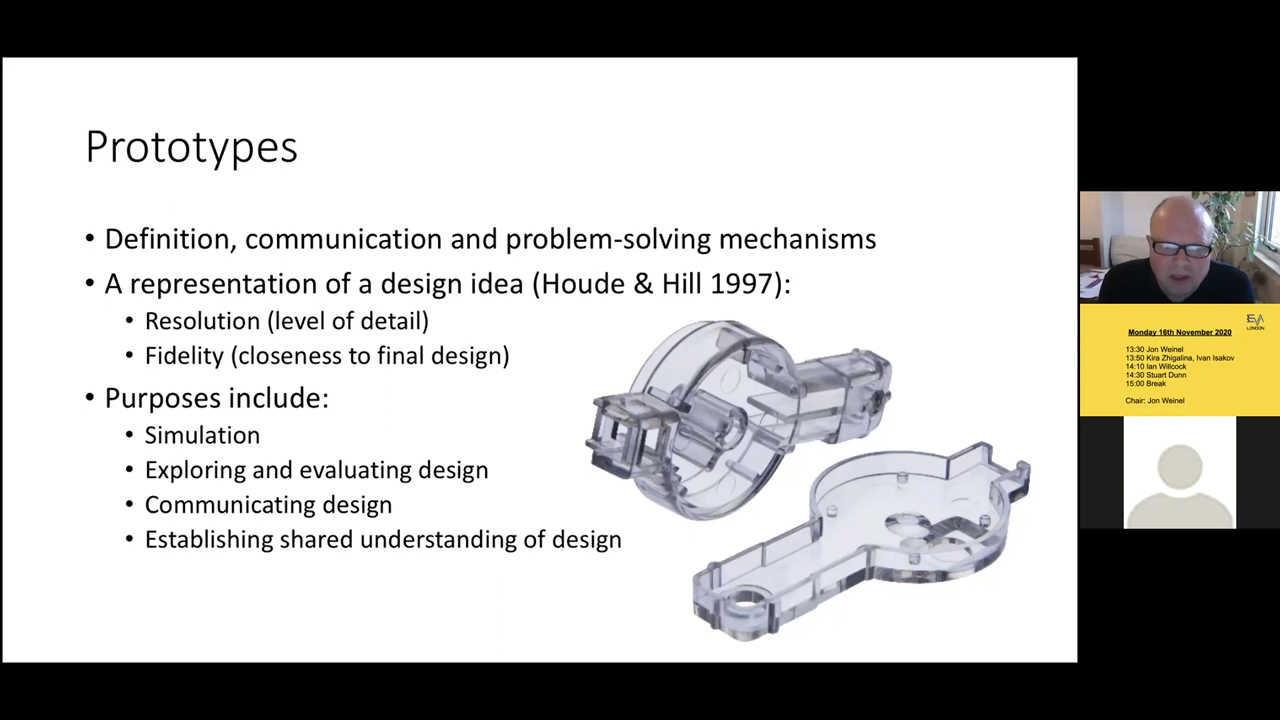 Prototypes
• Definition, communication and problem-solving mechanisms
• A representation of a design idea (Houde & Hill 1997):
• Resolution (level of detail)
• Fidelity (closeness to final design)
• Purposes include:
• Simulation
• Exploring and evaluating design
• Communicating design
• Establishing shared understanding of design
EVA
LONDON
Monday 16th November 2020
13:30 Jon Weinel
13:50 Kira Zhigalina, Ivan Isakov
14:10 Ian Willcock
14:30 Stuart Dunn
15:00 Break
Chair: Jon Weinel